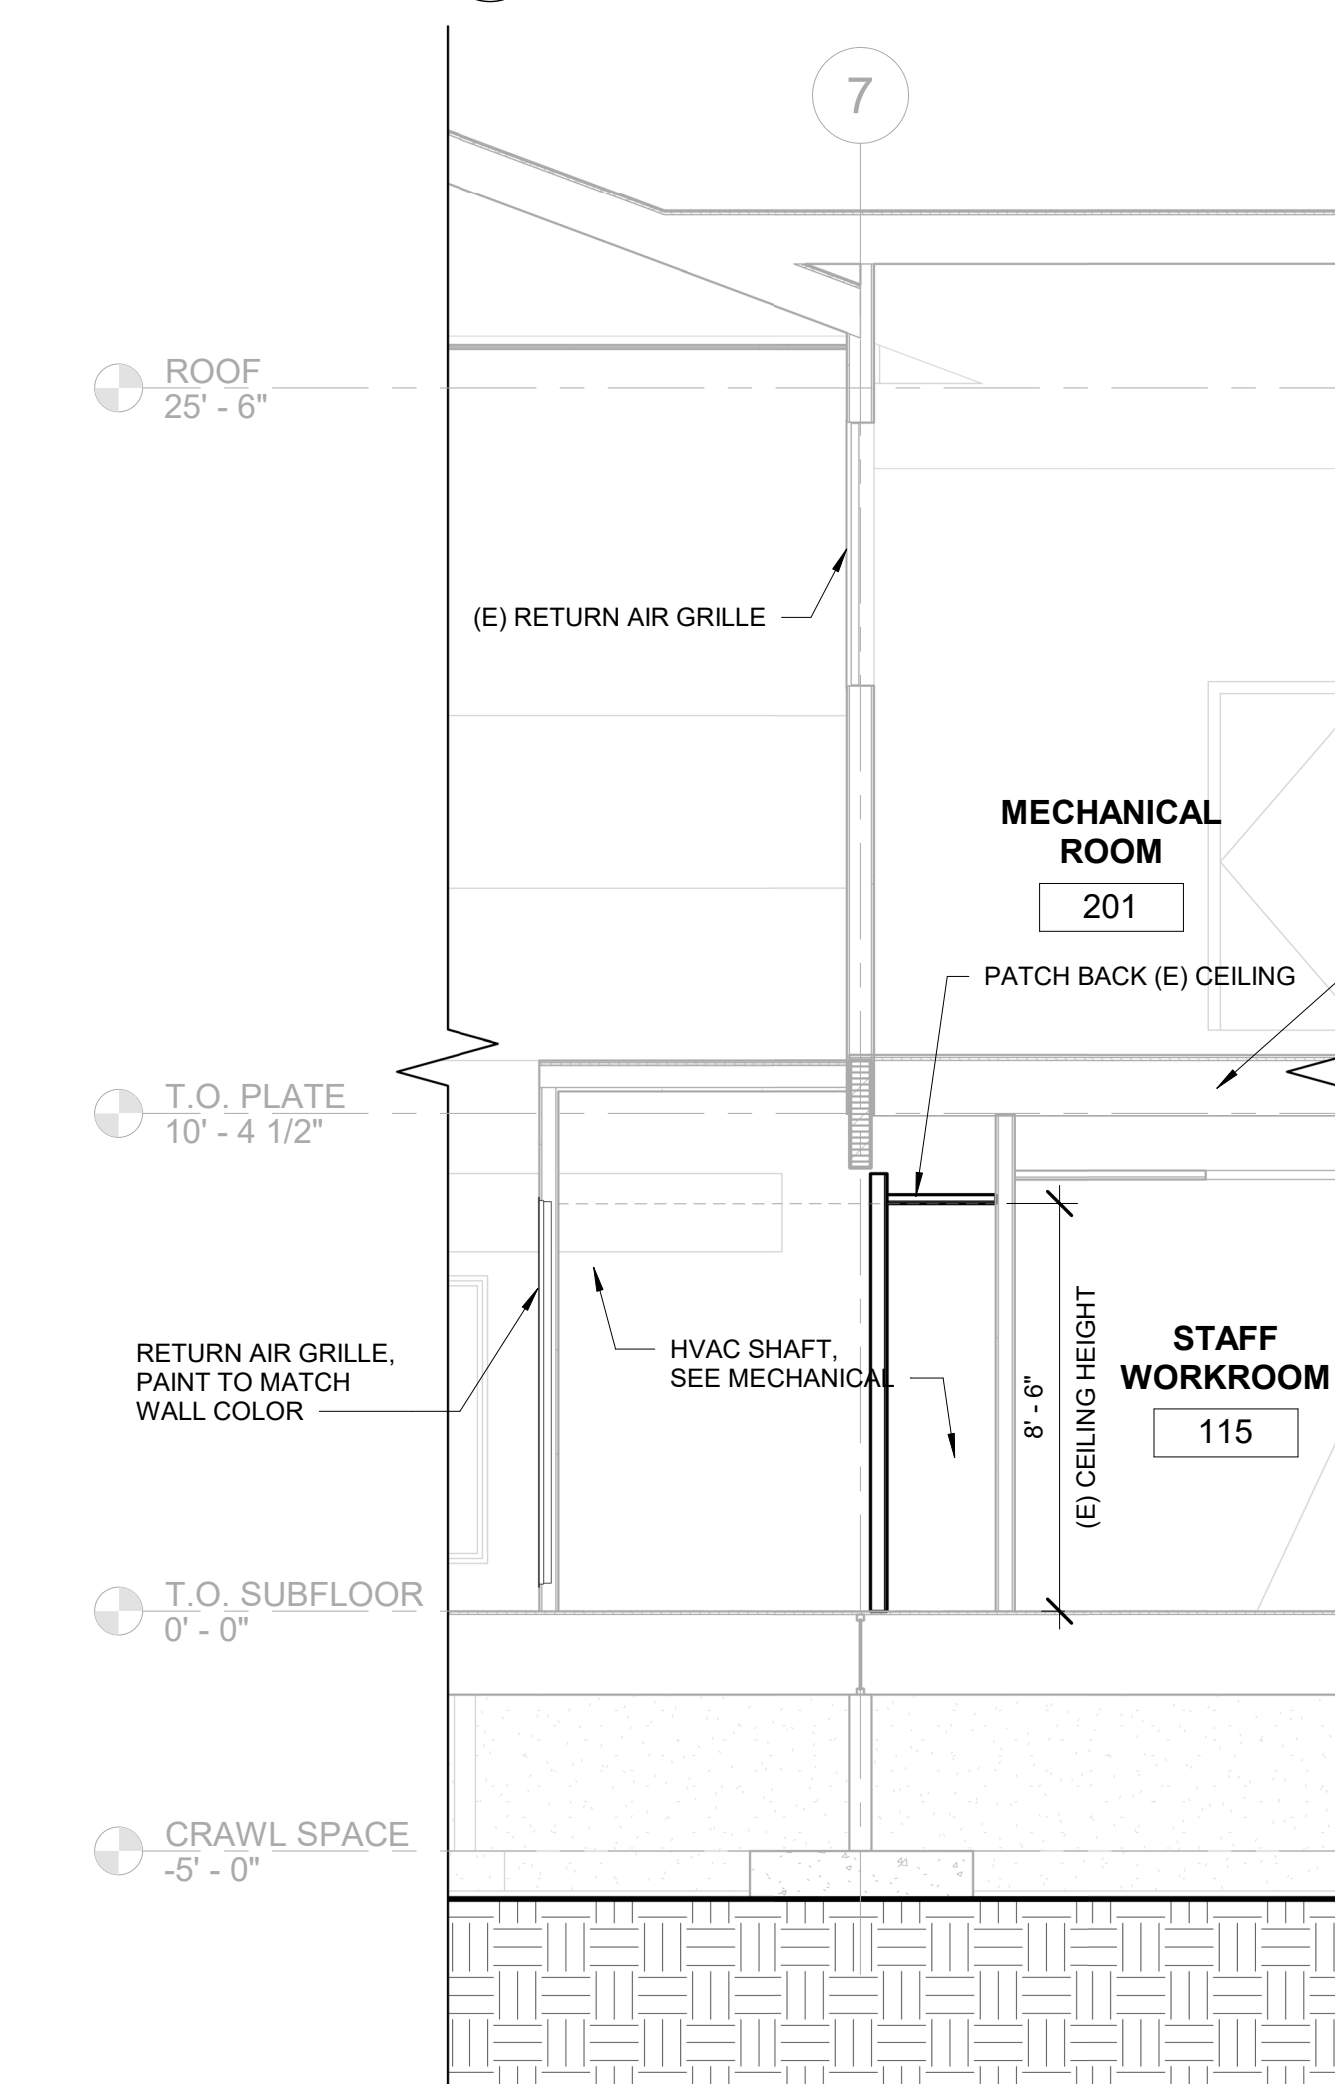 7
ROOF
25' - 6"
(E) RETURN AIR GRILLE
MECHANICAL
ROOM
201
PATCH BACK (E) CEILING
T.O. PLATE
10' - 4 1/2"
RETURN AIR GRILLE,
PAINT TO MATCH
WALL COLOR
HVAC SHAFT,
SEE MECHANICAL
8' - 6"
(E) CEILING HEIGHT
STAFF
WORKROOM
115
T.O. SUBFLOOR
0' - 0"
CRAWL SPACE
-5' - 0"